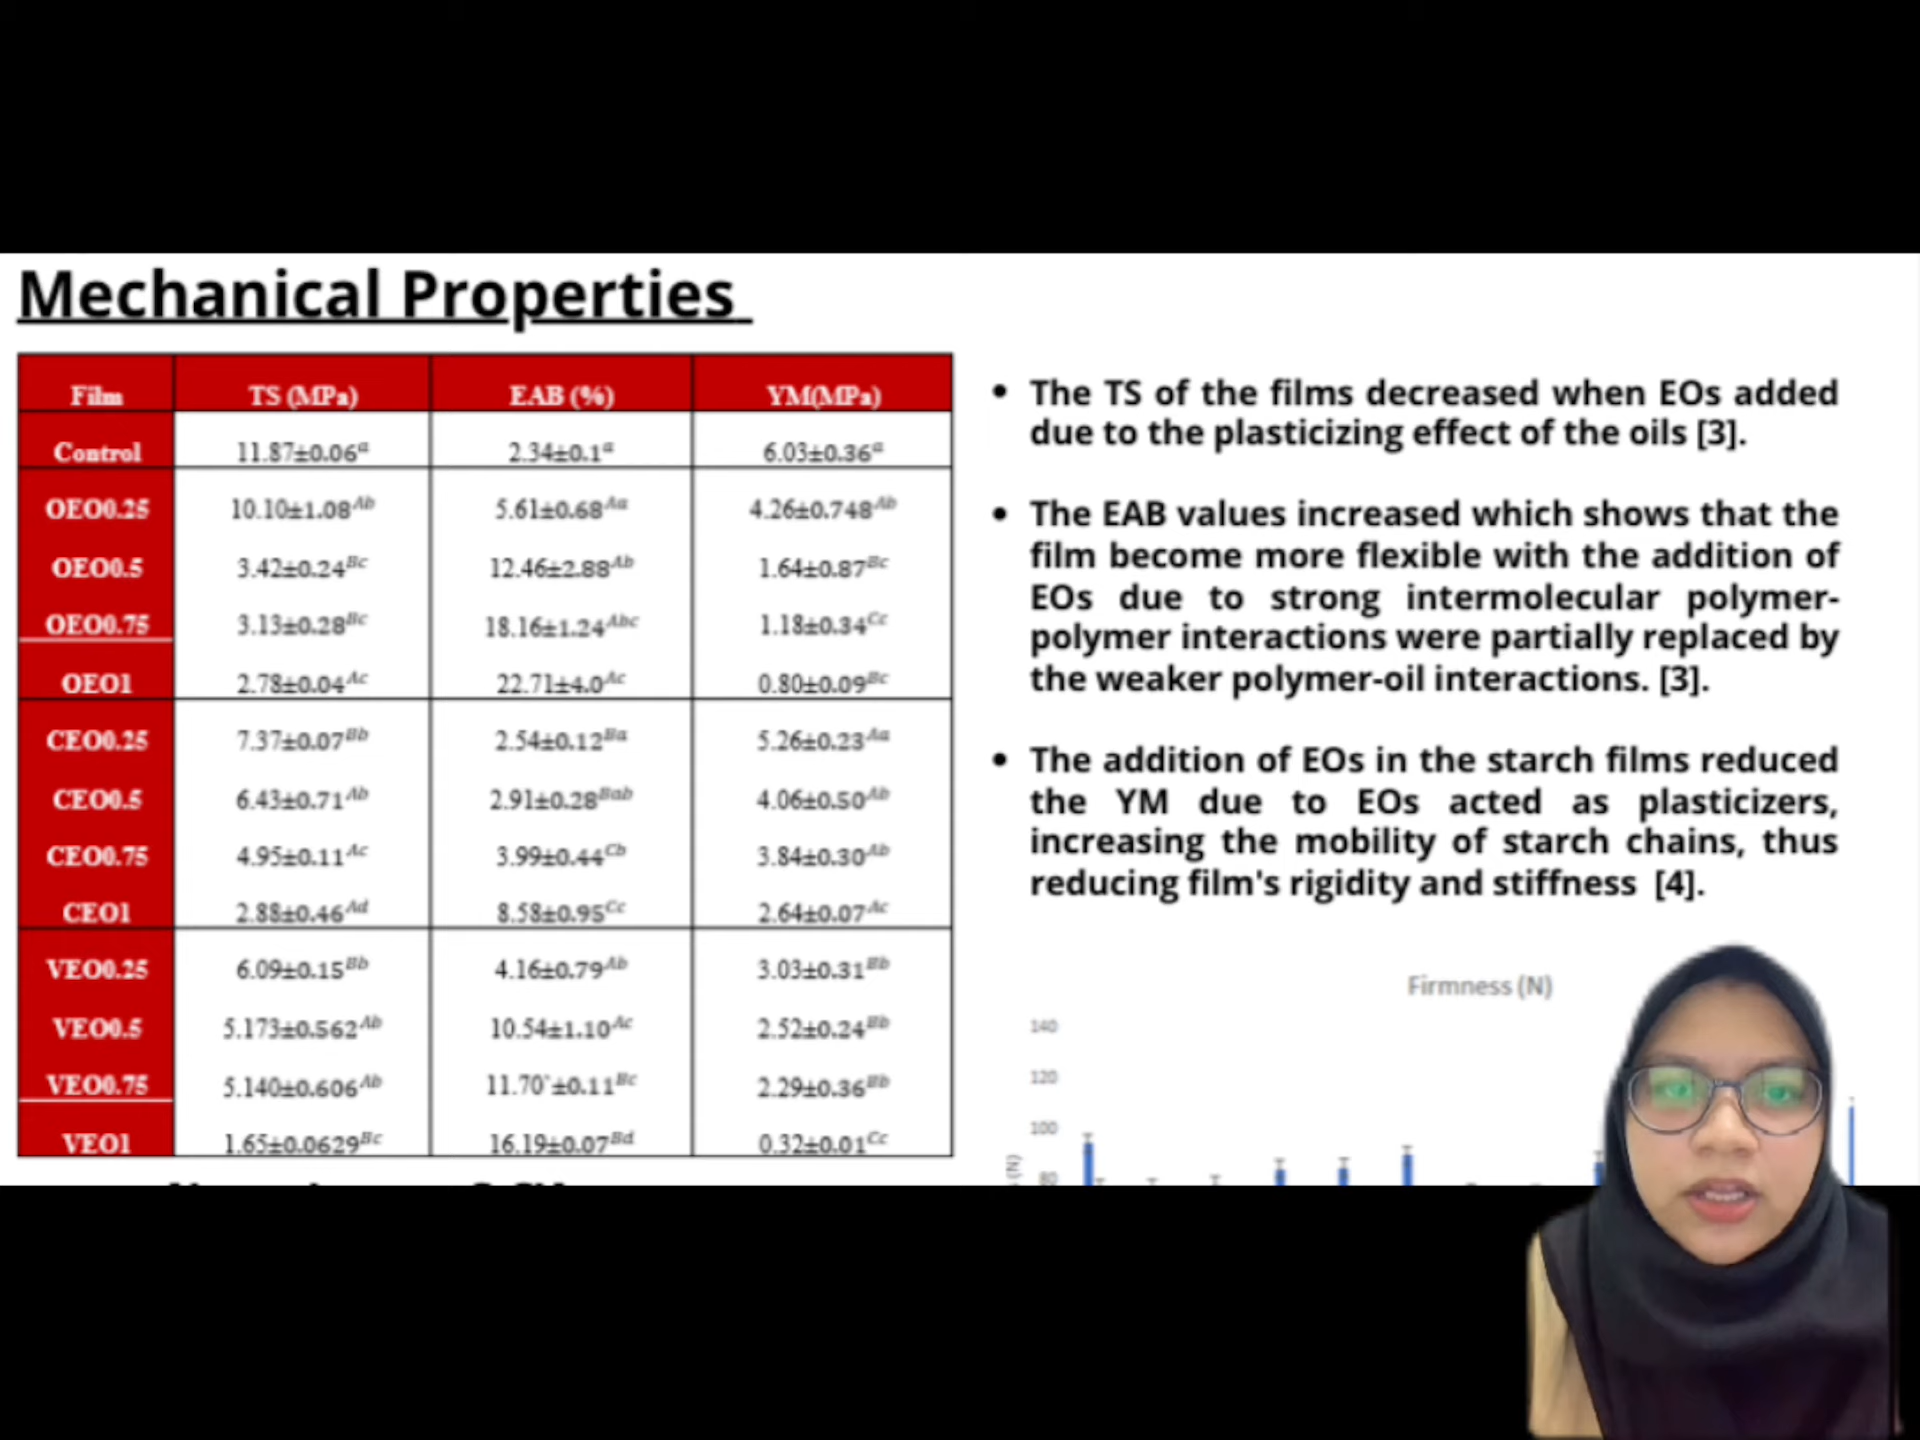 Mechanical Properties
Film TS (MPa) EAB (%) YM(MPa)
Control 11.87±0.06a 2.34±0.1a 6.03±0.36a
OEO0.25 10.10±1.08Ab 5.61±0.68Aa 4.26±0.748Ab
OEO0.5 3.42±0.24Bc 12.46±2.88Ab 1.64±0.87Bc
OEO0.75 3.13±0.28Bc 18.16±1.24Abc 1.18±0.34Cc
OEO1 2.78±0.04Ac 22.71±4.0Ac 0.80±0.09Bc
CEO0.25 7.37±0.07Bb 2.54±0.12Ba 5.26±0.23Aa
CEO0.5 6.43±0.71Ab 2.91±0.28Bab 4.06±0.50Ab
CEO0.75 4.95±0.11Ac 3.99±0.44Cb 3.84±0.30Ab
CEO1 2.88±0.46Ad 8.58±0.95Cc 2.64±0.07Ac
VEO0.25 6.09±0.15Bb 4.16±0.79Ab 3.03±0.31Bb
VEO0.5 5.173±0.562Ab 10.54±1.10Ac 2.52±0.24Bb
VEO0.75 5.140±0.606Ab 11.70`±0.11Bc 2.29±0.36Bb
VEO1 1.65±0.0629Bc 16.19±0.07Bd 0.32±0.01Cc
• The TS of the films decreased when EOs added
due to the plasticizing effect of the oils [3].
• The EAB values increased which shows that the
film become more flexible with the addition of
EOs due to strong intermolecular polymer-
polymer interactions were partially replaced by
the weaker polymer-oil interactions. [3].
• The addition of EOs in the starch films reduced
the YM due to EOs acted as plasticizers,
increasing the mobility of starch chains, thus
reducing film's rigidity and stiffness [4].
Firmness (N)
140
120
100
80
(N)